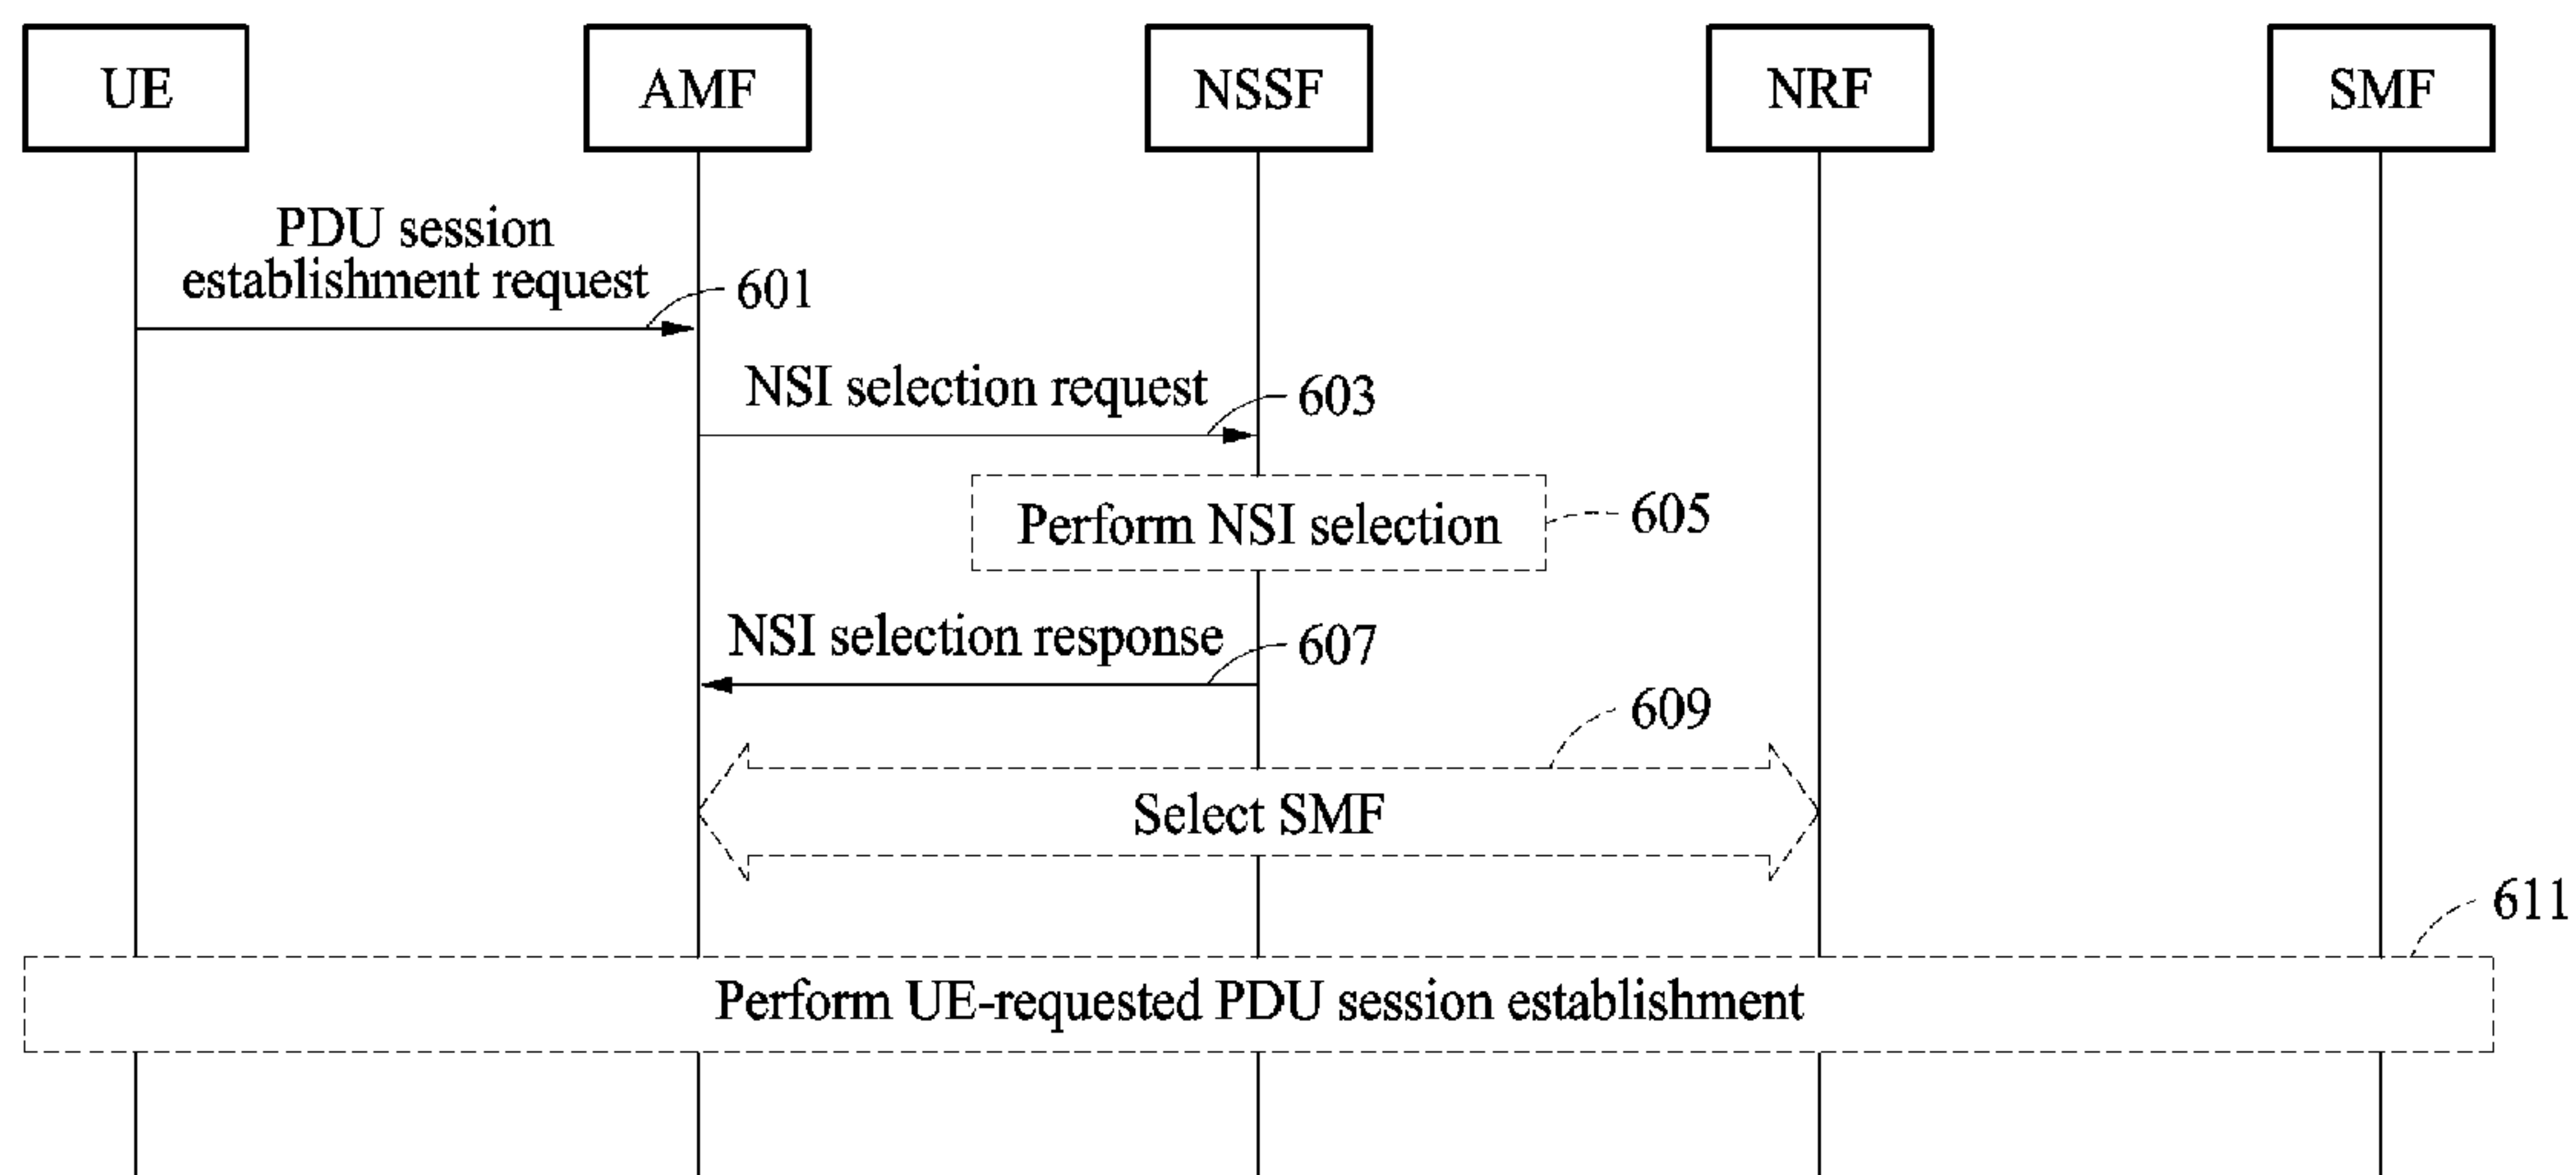 UE
AMF
NSSF
NRF
SMF
PDU session
establishment request
601
NSI selection request
603
Perform NSI selection
605
NSI selection response
607
609
Select SMF
611
Perform UE-requested PDU session establishment